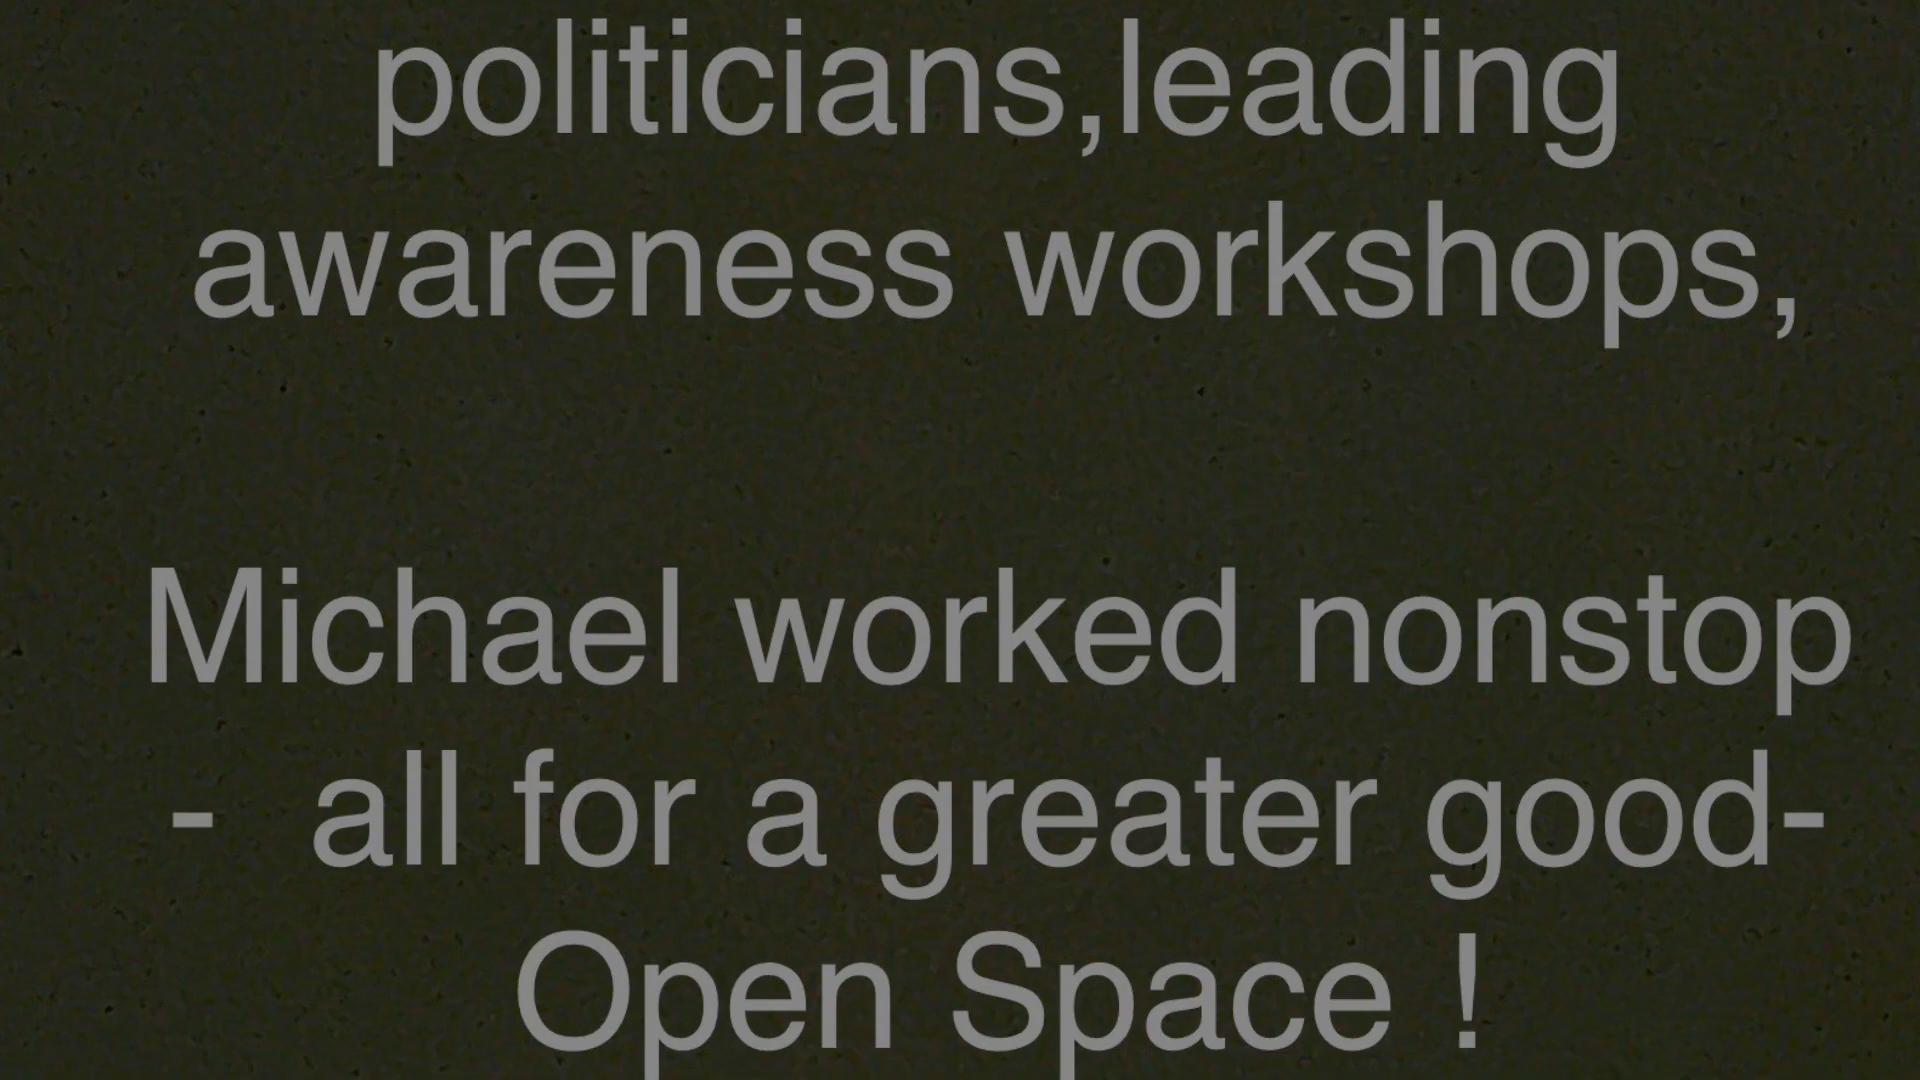 politicians,leading
awareness workshops,
Michael worked nonstop
-  all for a greater good-
Open Space !